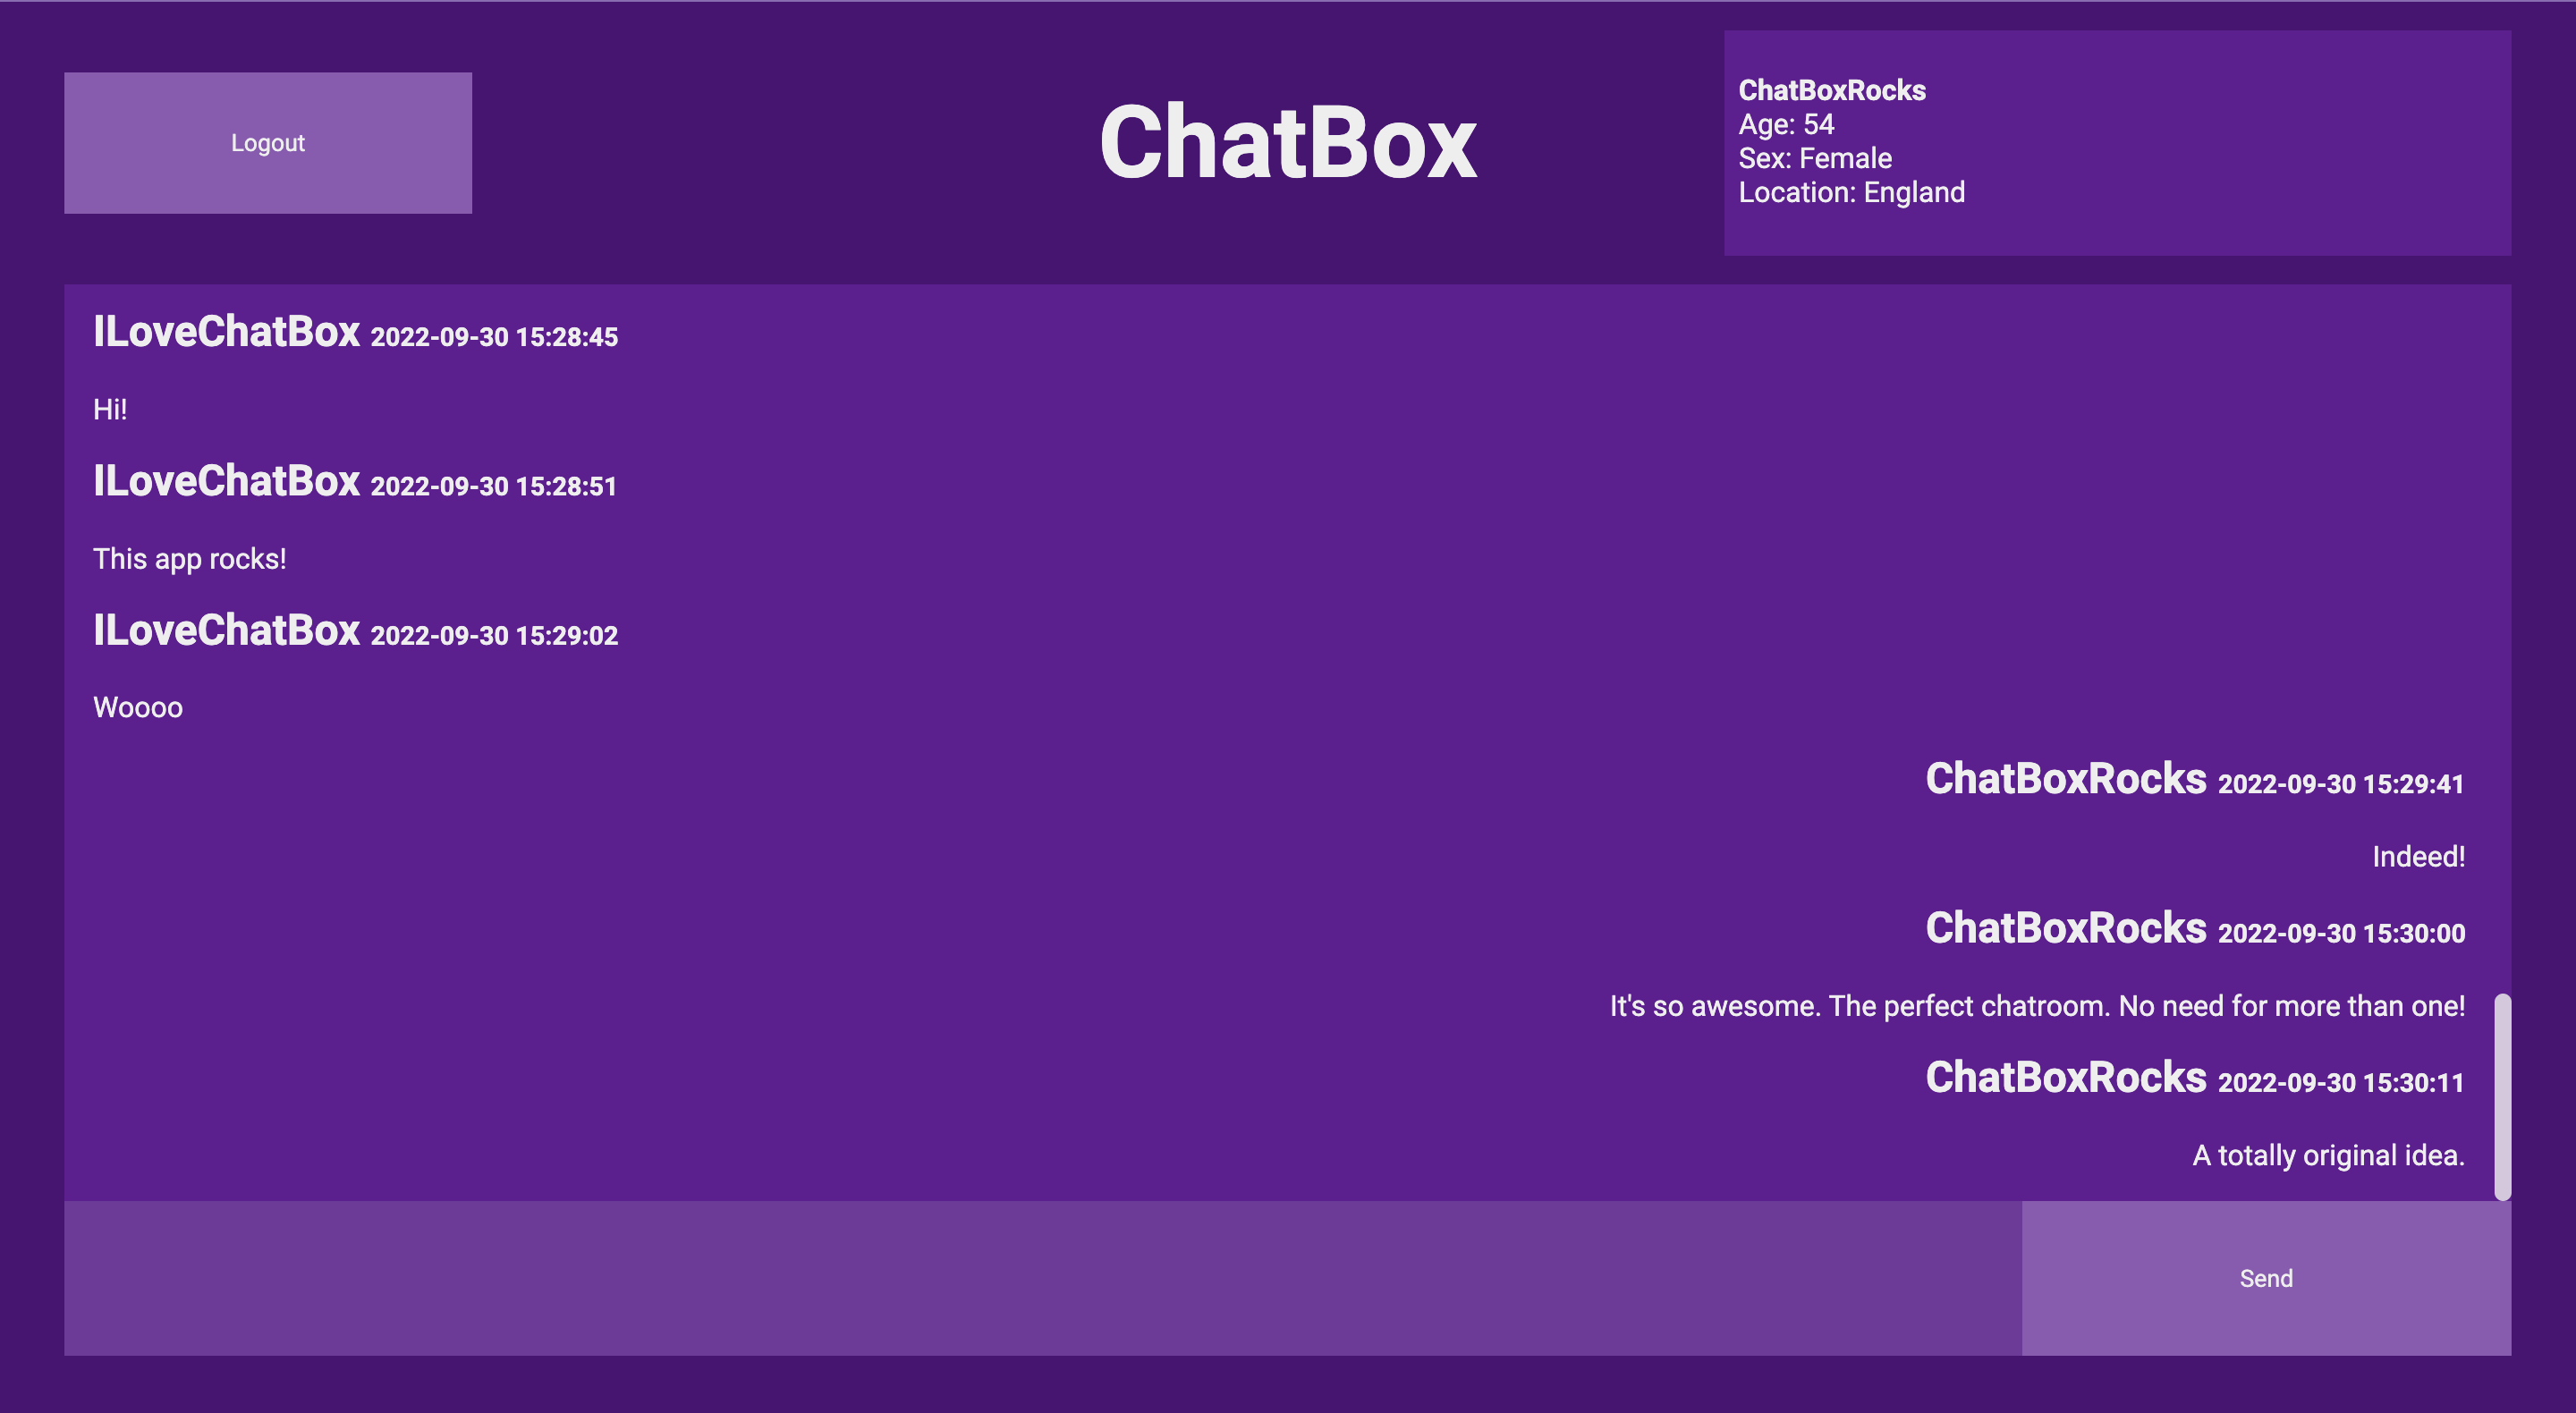 Logout
ChatBox
ChatBoxRocks
Age: 54
Sex: Female
Location: England
ILoveChatBox 2022-09-30 15:28:45
Hi!
ILoveChatBox 2022-09-30 15:28:51
This app rocks!
ILoveChatBox 2022-09-30 15:29:02
Woooo
ChatBoxRocks 2022-09-30 15:29:41
Indeed!
ChatBoxRocks 2022-09-30 15:30:00
It's so awesome. The perfect chatroom. No need for more than one!
ChatBoxRocks 2022-09-30 15:30:11
A totally original idea.
Send